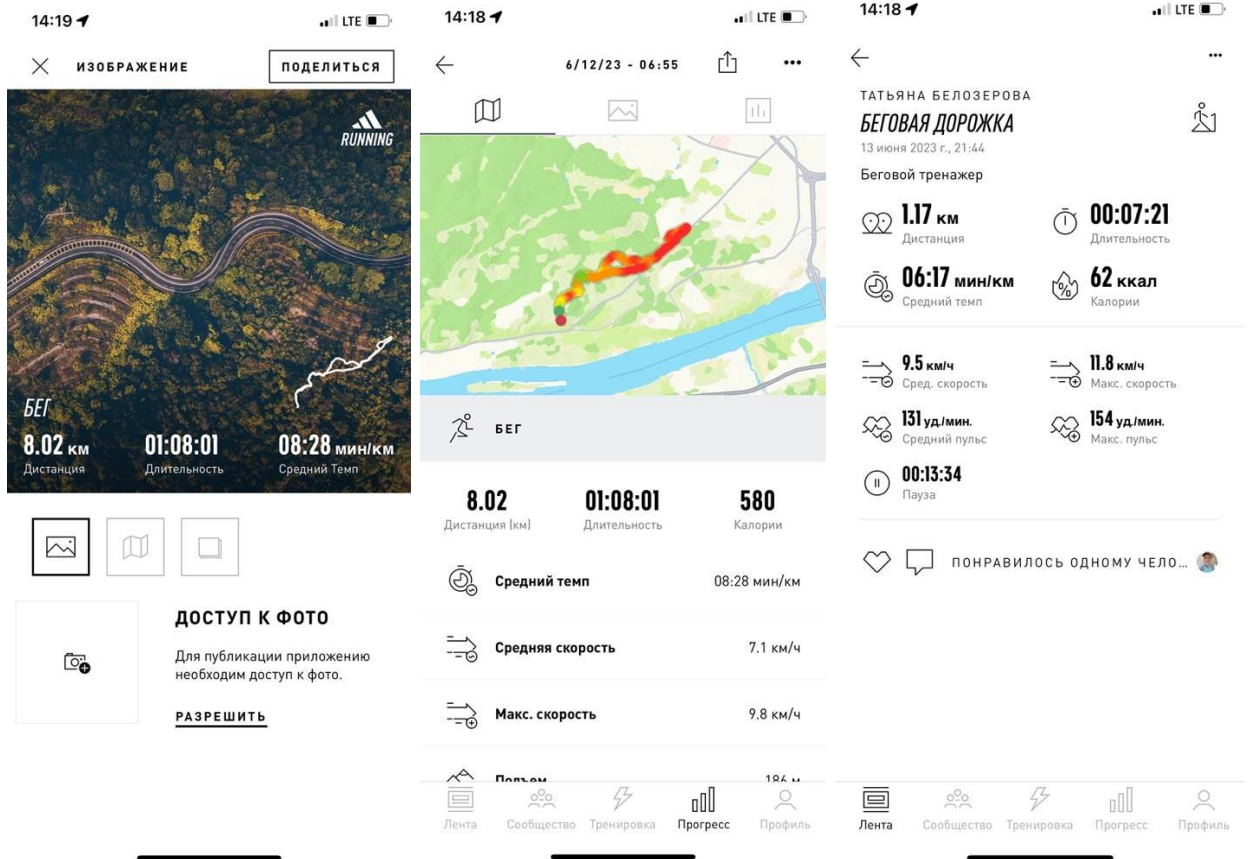 14:19
LTE
ИЗОБРАЖЕНИЕ
ПОДЕЛИТЬСЯ
RUNNING
БЕГ
8.02 км
01:08:01
08:28 мин/км
Дистанция
Длительность
Средний Темп
ДОСТУП К ФОТО
Для публикации приложению
необходим доступ к фото.
РАЗРЕШИТЬ
14:18
LTE
6/12/23 - 06:55
БЕГ
8.02
01:08:01
580
Дистанция (км)
Длительность
Калории
Средний темп
08:28 мин/км
Средняя скорость
7.1 км/ч
Макс. скорость
9.8 км/ч
Подъем
186 м
Лента
Сообщество
Тренировка
Прогресс
Профиль
14:18
LTE
ТАТЬЯНА БЕЛОЗЕРОВА
БЕГОВАЯ ДОРОЖКА
13 июня 2023 г., 21:44
Беговой тренажер
1.17 км
Дистанция
00:07:21
Длительность
06:17 мин/км
Средний темп
62 ккал
Калории
9.5 км/ч
Сред. скорость
11.8 км/ч
Макс. скорость
131 уд./мин.
Средний пульс
154 уд./мин.
Макс. пульс
00:13:34
Пауза
ПОНРАВИЛОСЬ ОДНОМУ ЧЕЛО...
Лента
Сообщество
Тренировка
Прогресс
Профиль